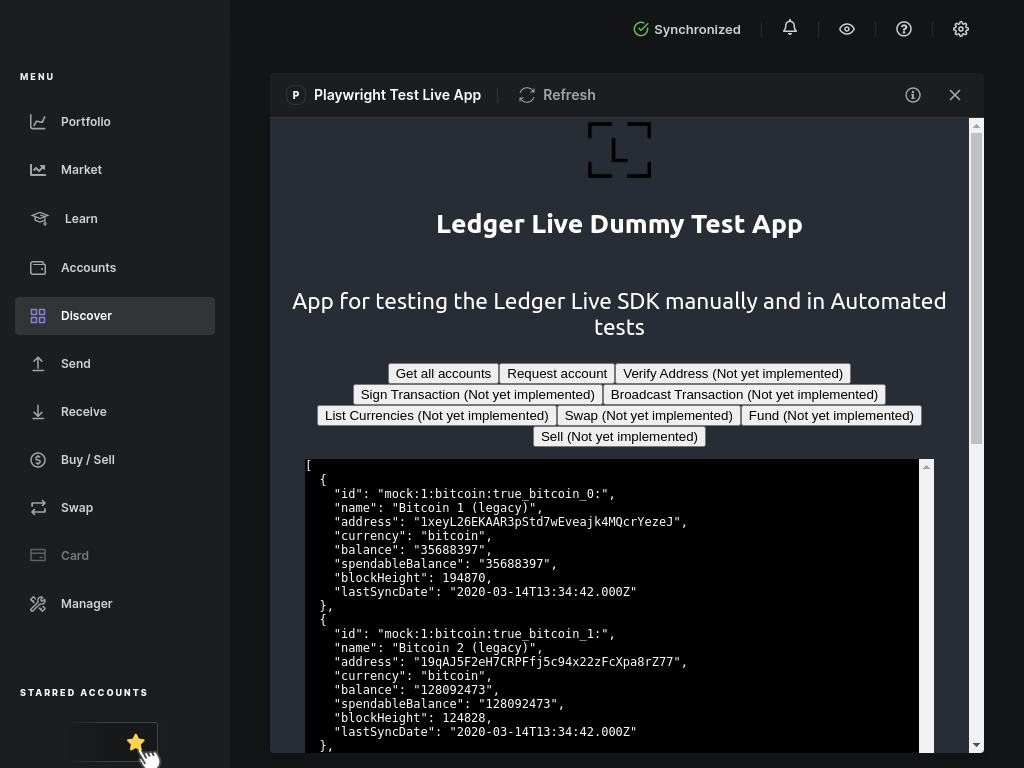 Synchronized
MENU
Portfolio
Market
Learn
Accounts
Discover
Send
Receive
Buy / Sell
Swap
Card
Manager
STARRED ACCOUNTS
P Playwright Test Live App
Refresh
L
Ledger Live Dummy Test App
App for testing the Ledger Live SDK manually and in Automated
tests
Get all accounts Request account Verify Address (Not yet implemented)
Sign Transaction (Not yet implemented) Broadcast Transaction (Not yet implemented)
List Currencies (Not yet implemented) Swap (Not yet implemented) Fund (Not yet implemented)
Sell (Not yet implemented)
[
{
"id": "mock:1:bitcoin:true_bitcoin_0:",
"name": "Bitcoin 1 (legacy)",
"address": "1xeyL26EKAAR3pStd7wEveajk4MQcrYezeJ",
"currency": "bitcoin",
"balance": "35688397",
"spendableBalance": "35688397",
"blockHeight": 194870,
"lastSyncDate": "2020-03-14T13:34:42.000Z"
},
{
"id": "mock:1:bitcoin:true_bitcoin_1:",
"name": "Bitcoin 2 (legacy)",
"address": "19qAJ5F2eH7CRPFfj5c94x22zFcXpa8rZ77",
"currency": "bitcoin",
"balance": "128092473",
"spendableBalance": "128092473",
"blockHeight": 124828,
"lastSyncDate": "2020-03-14T13:34:42.000Z"
},